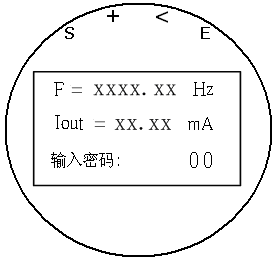 S + < E
F = XXXX.XX Hz
Iout = XX.XX mA
输入密码: 00